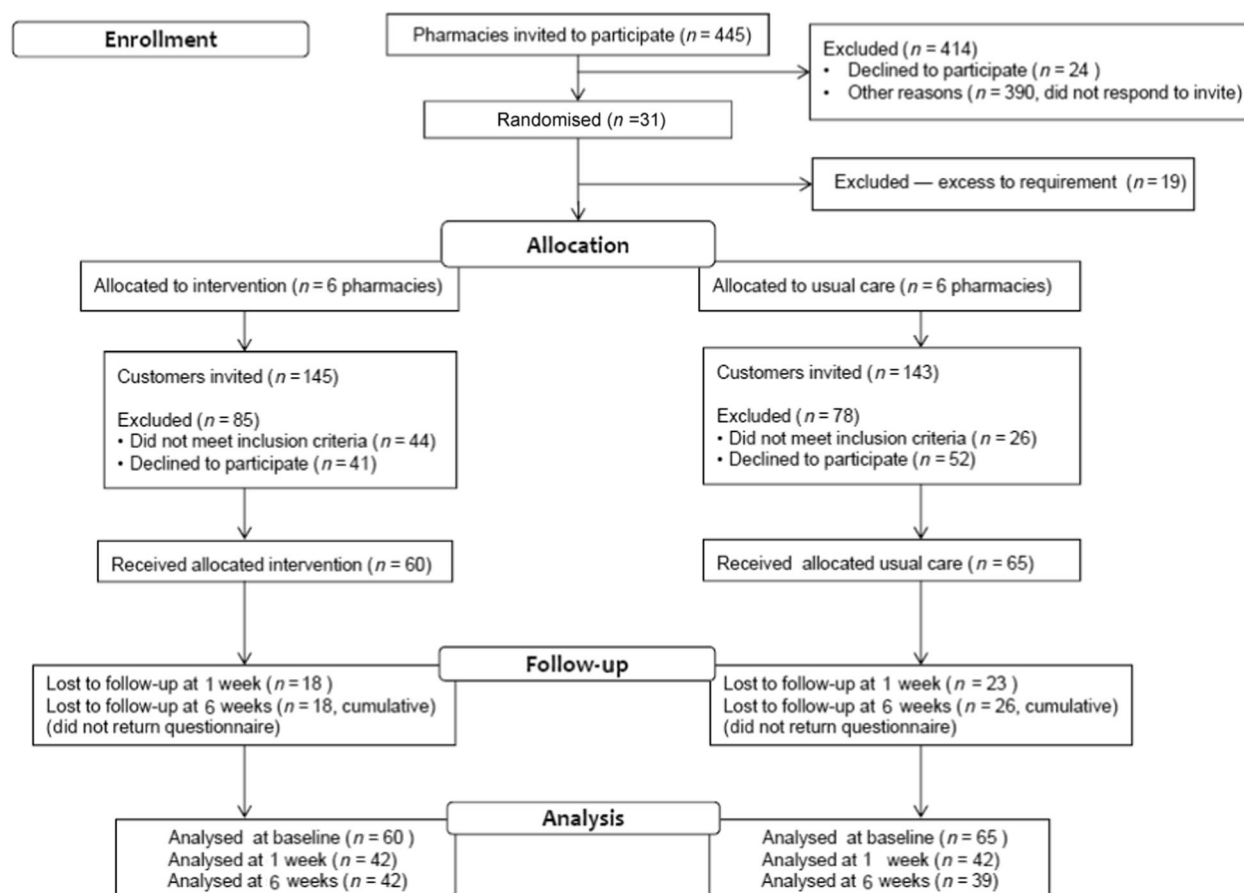 Enrollment
Pharmacies invited to participate (n = 445)
Excluded (n = 414)
• Declined to participate (n = 24 )
• Other reasons (n = 390, did not respond to invite)
Randomised (n =31)
Excluded — excess to requirement (n = 19)
Allocation
Allocated to intervention (n = 6 pharmacies)
Allocated to usual care (n = 6 pharmacies)
Customers invited (n = 145)
Excluded (n = 85)
• Did not meet inclusion criteria (n = 44)
• Declined to participate (n = 41)
Customers invited (n = 143)
Excluded (n = 78)
• Did not meet inclusion criteria (n = 26)
• Declined to participate (n = 52)
Received allocated intervention (n = 60)
Received allocated usual care (n = 65)
Follow-up
Lost to follow-up at 1 week (n = 18 )
Lost to follow-up at 6 weeks (n = 18, cumulative)
(did not return questionnaire)
Lost to follow-up at 1 week (n = 23 )
Lost to follow-up at 6 weeks (n = 26, cumulative)
(did not return questionnaire)
Analysis
Analysed at baseline (n = 60 )
Analysed at 1 week (n = 42)
Analysed at 6 weeks (n = 42)
Analysed at baseline (n = 65 )
Analysed at 1 week (n = 42)
Analysed at 6 weeks (n = 39)